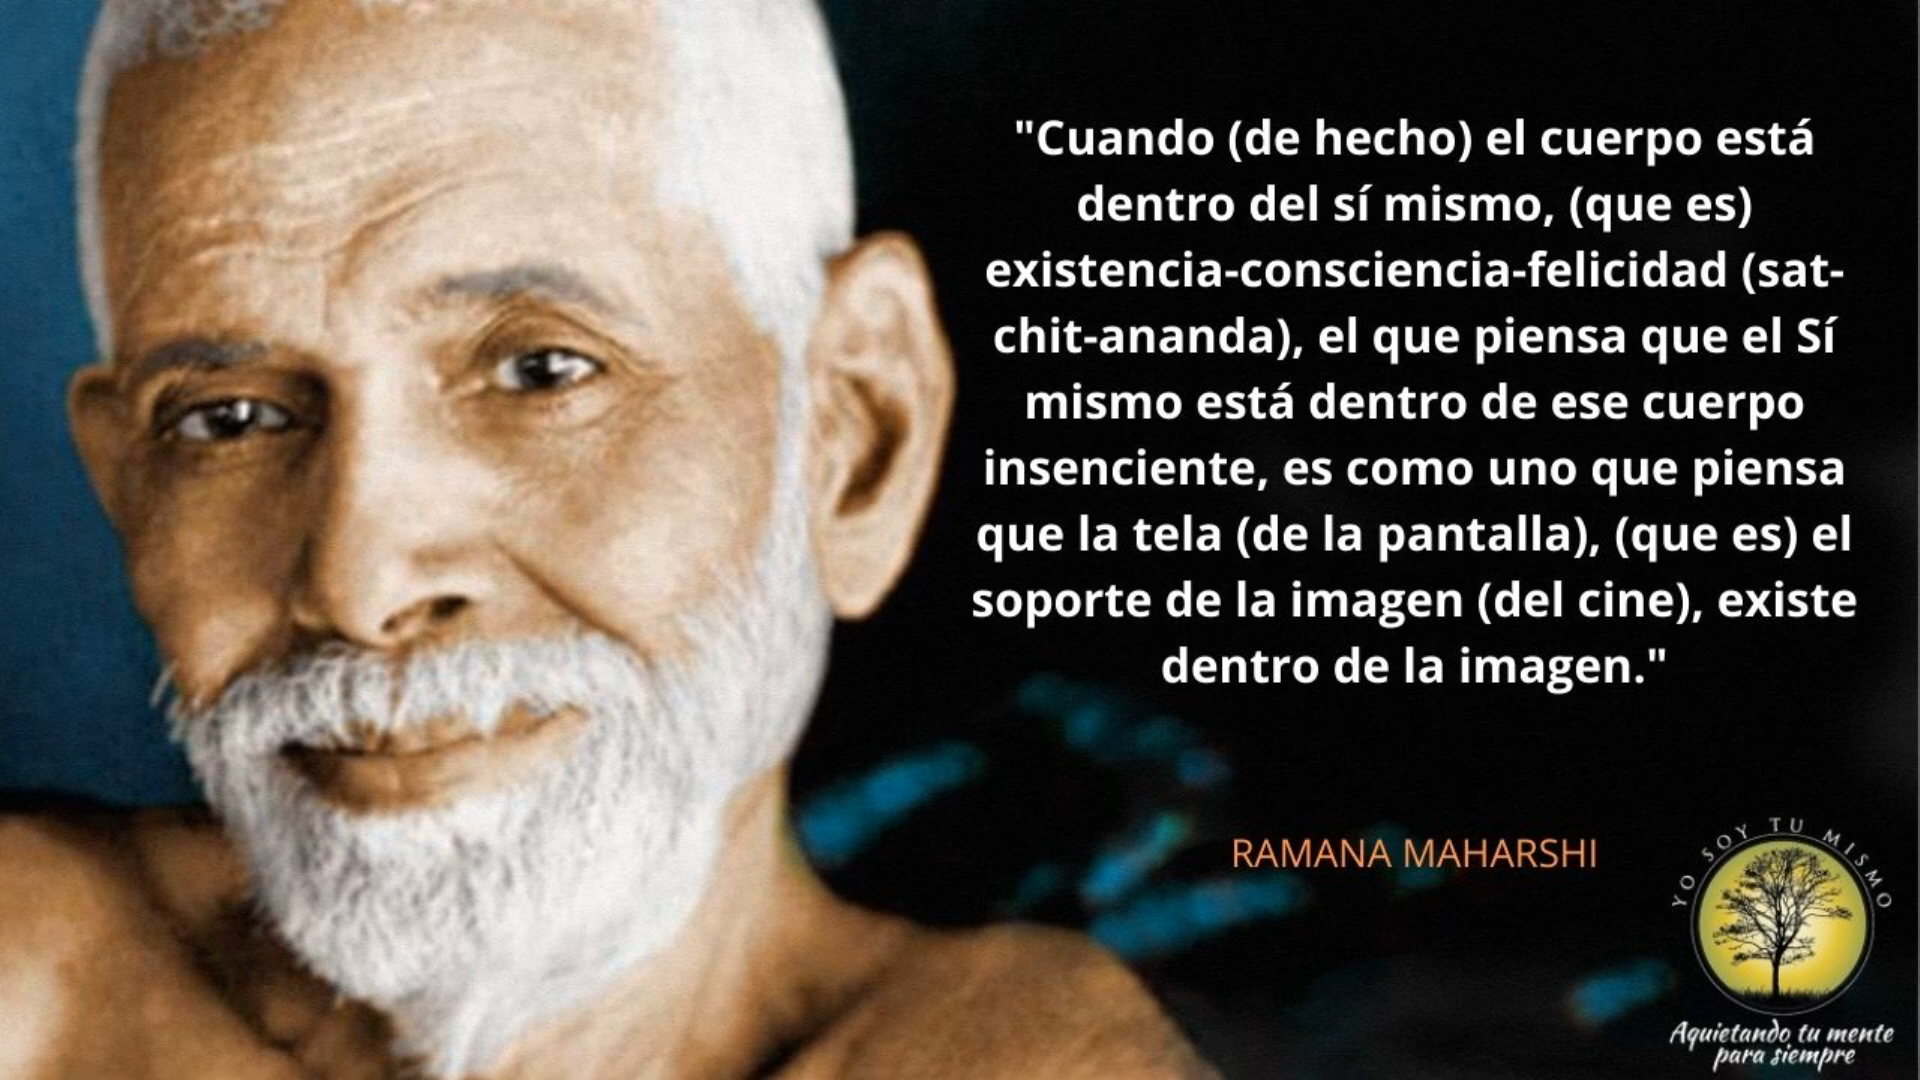 "Cuando (de hecho) el cuerpo está
dentro del sí mismo, (que es)
existencia-consciencia-felicidad (sat-
chit-ananda), el que piensa que el Sí
mismo está dentro de ese cuerpo
insenciente, es como uno que piensa
que la tela (de la pantalla), (que es) el
soporte de la imagen (del cine), existe
dentro de la imagen."
RAMANA MAHARSHI
YO SOY TU MISMO
Aquietando tu mente
para siempre